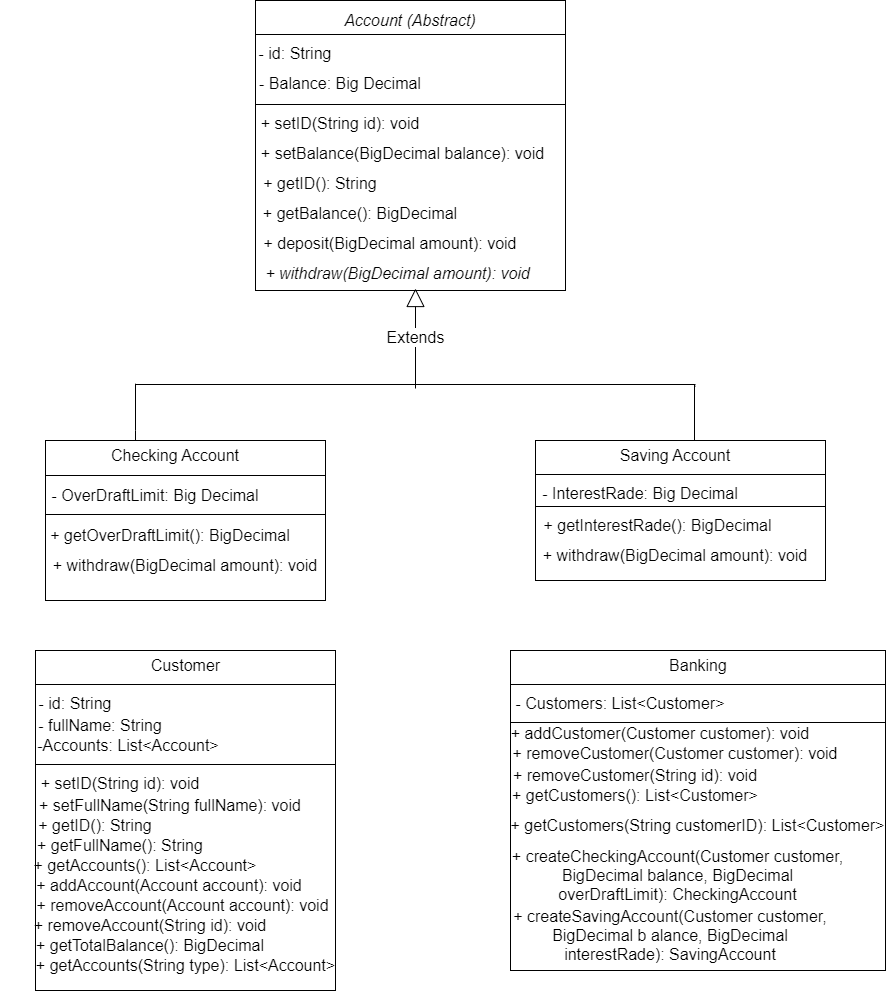 Account (Abstract)
- id: String
- Balance: Big Decimal
+ setID(String id): void
+ setBalance(BigDecimal balance): void
+ getID(): String
+ getBalance(): BigDecimal
+ deposit(BigDecimal amount): void
+ withdraw(BigDecimal amount): void
Extends
Checking Account
- OverDraftLimit: Big Decimal
+ getOverDraftLimit(): BigDecimal
+ withdraw(BigDecimal amount): void
Saving Account
- InterestRade: Big Decimal
+ getInterestRade(): BigDecimal
+ withdraw(BigDecimal amount): void
Customer
- id: String
- fullName: String
-Accounts: List<Account>
+ setID(String id): void
+ setFullName(String fullName): void
+ getID(): String
+ getFullName(): String
+ getAccounts(): List<Account>
+ addAccount(Account account): void
+ removeAccount(Account account): void
+ removeAccount(String id): void
+ getTotalBalance(): BigDecimal
+ getAccounts(String type): List<Account>
Banking
- Customers: List<Customer>
+ addCustomer(Customer customer): void
+ removeCustomer(Customer customer): void
+ removeCustomer(String id): void
+ getCustomers(): List<Customer>
+ getCustomers(String customerID): List<Customer>
+ createCheckingAccount(Customer customer,
BigDecimal balance, BigDecimal
overDraftLimit): CheckingAccount
+ createSavingAccount(Customer customer,
BigDecimal b alance, BigDecimal
interestRade): SavingAccount